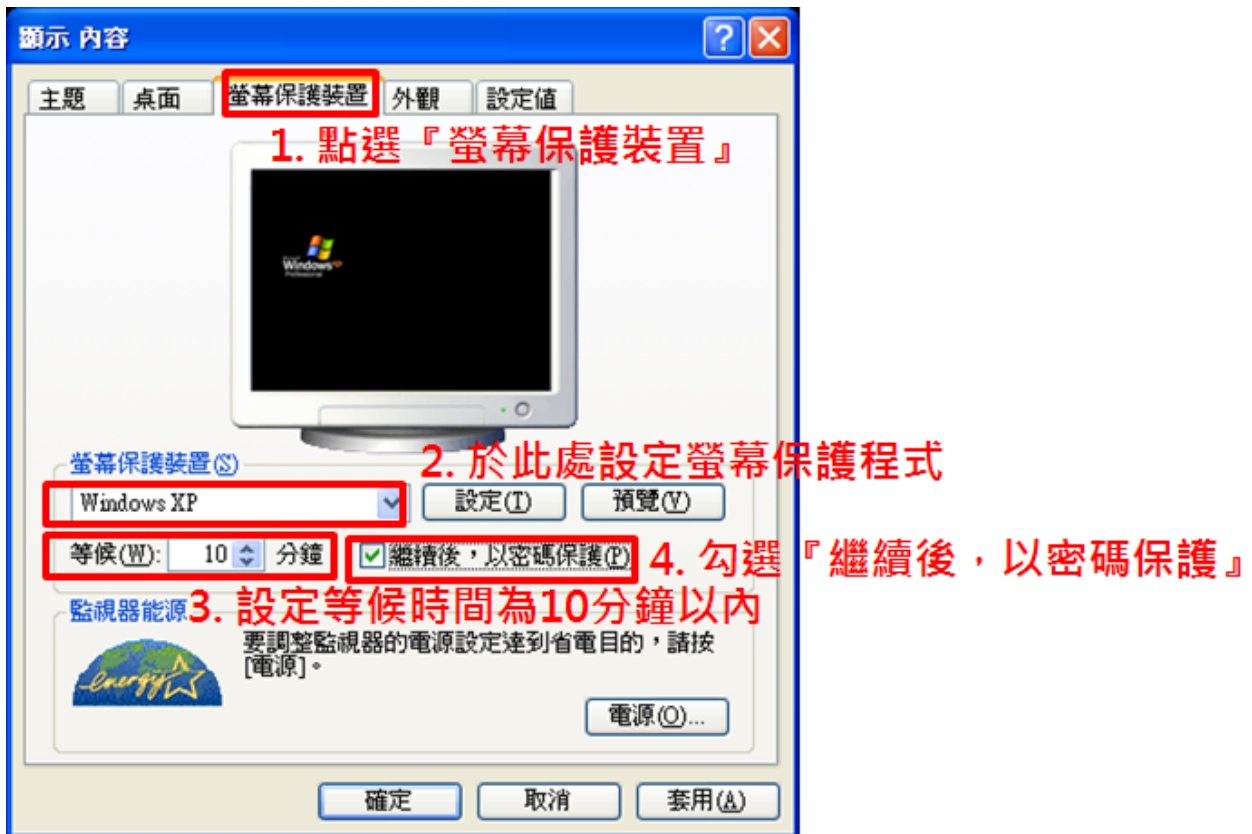 顯示 內容
主題 桌面 螢幕保護裝置 外觀 設定值
1. 點選『螢幕保護裝置』
Windows xp
Professional
螢幕保護裝置(S)
2. 於此處設定螢幕保護程式
Windows XP 設定(T) 預覽(V)
等候(W): 10 分鐘 繼續後，以密碼保護(P)
4. 勾選『繼續後，以密碼保護』
監視器能源
3. 設定等候時間為10分鐘以內
energy
要調整監視器的電源設定達到省電目的，請按
[電源]。
電源(O)...
確定 取消 套用(A)